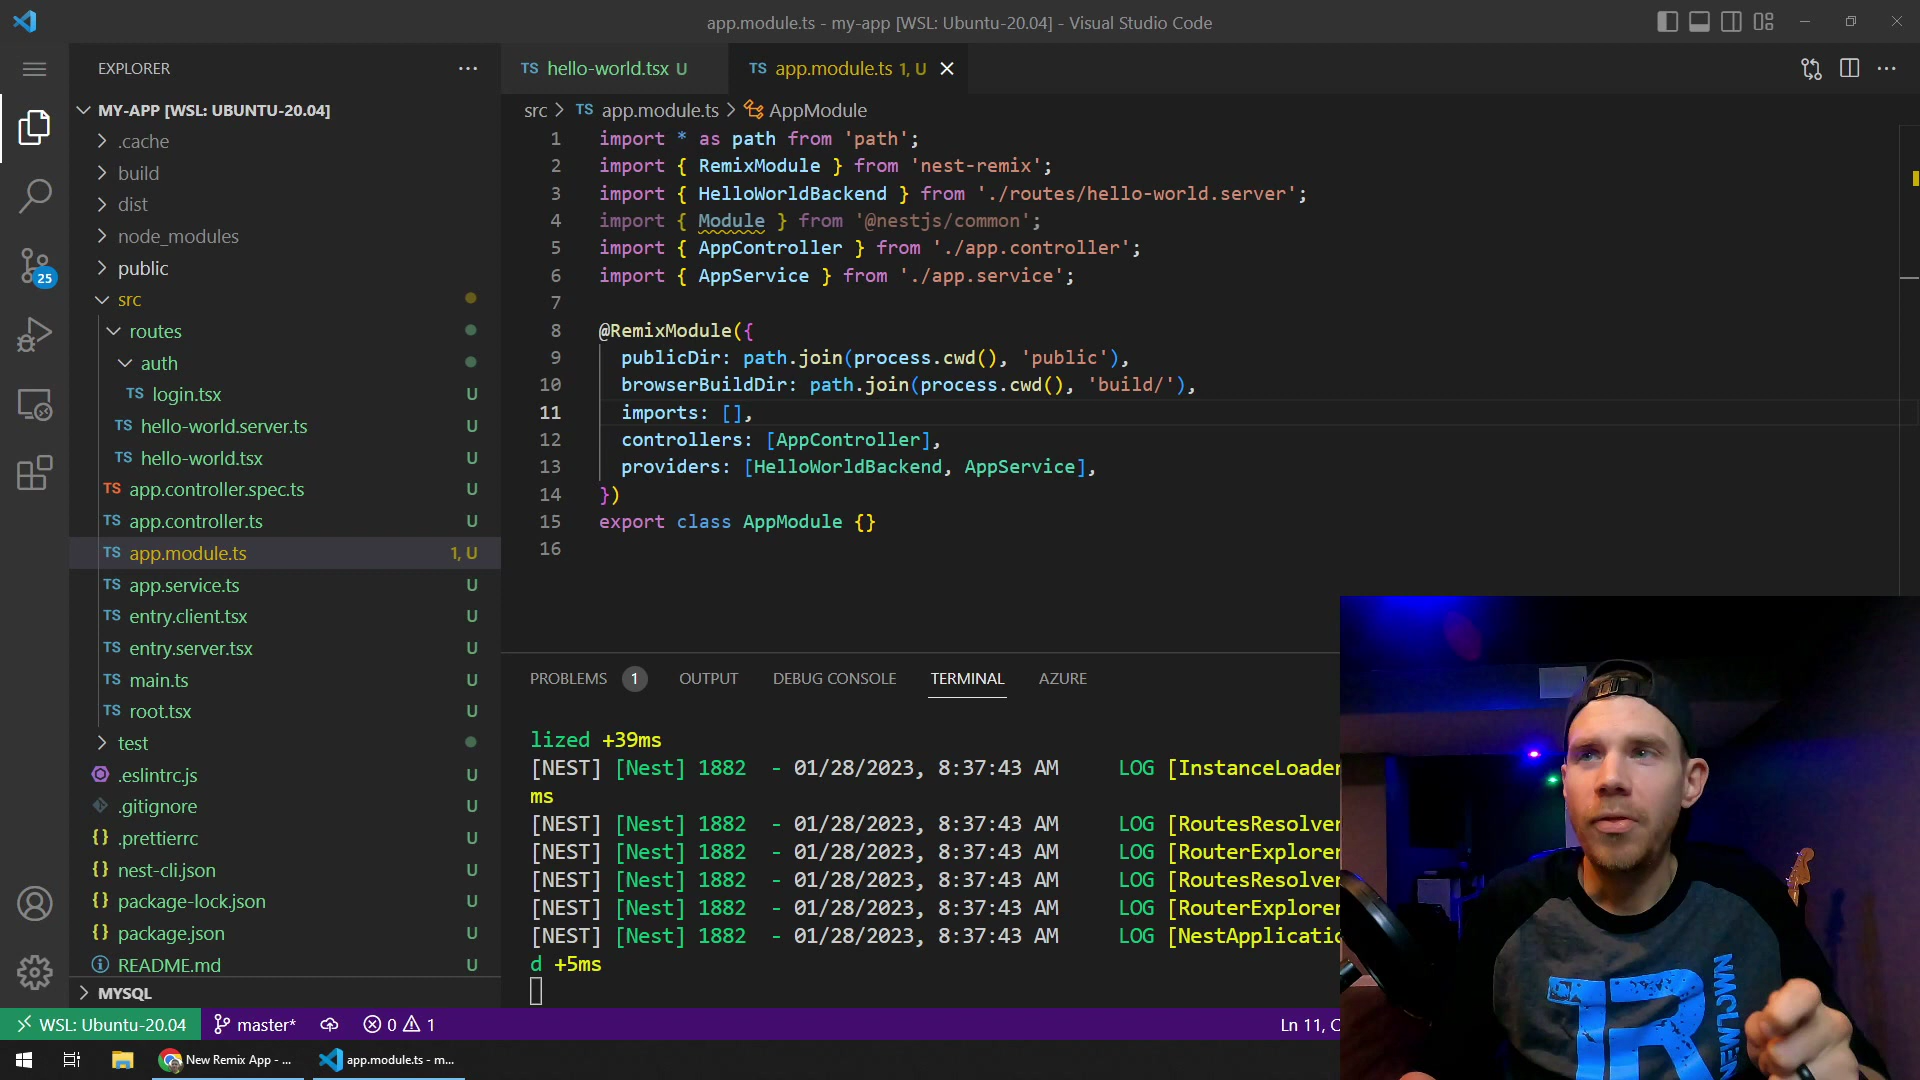 app.module.ts - my-app [WSL: Ubuntu-20.04] - Visual Studio Code
EXPLORER
MY-APP [WSL: UBUNTU-20.04]
.cache
build
dist
node_modules
public
src
routes
auth
TS login.tsx U
TS hello-world.server.ts U
TS hello-world.tsx U
TS app.controller.spec.ts U
TS app.controller.ts U
TS app.module.ts 1, U
TS app.service.ts U
TS entry.client.tsx U
TS entry.server.tsx U
TS main.ts U
TS root.tsx U
test
.eslintrc.js U
.gitignore U
{} .prettierrc U
{} nest-cli.json U
{} package-lock.json U
{} package.json U
README.md U
MYSQL
25
TS hello-world.tsx U
TS app.module.ts 1, U
src > TS app.module.ts > AppModule
1 import * as path from 'path';
2 import { RemixModule } from 'nest-remix';
3 import { HelloWorldBackend } from './routes/hello-world.server';
4 import { Module } from '@nestjs/common';
5 import { AppController } from './app.controller';
6 import { AppService } from './app.service';
7
8 @RemixModule({
9 publicDir: path.join(process.cwd(), 'public'),
10 browserBuildDir: path.join(process.cwd(), 'build/'),
11 imports: [],
12 controllers: [AppController],
13 providers: [HelloWorldBackend, AppService],
14 })
15 export class AppModule {}
16
PROBLEMS 1 OUTPUT DEBUG CONSOLE TERMINAL AZURE
lized +39ms
[NEST] [Nest] 1882 - 01/28/2023, 8:37:43 AM LOG [InstanceLoader
ms
[NEST] [Nest] 1882 - 01/28/2023, 8:37:43 AM LOG [RoutesResolver
[NEST] [Nest] 1882 - 01/28/2023, 8:37:43 AM LOG [RouterExplorer
[NEST] [Nest] 1882 - 01/28/2023, 8:37:43 AM LOG [RoutesResolver
[NEST] [Nest] 1882 - 01/28/2023, 8:37:43 AM LOG [RouterExplorer
[NEST] [Nest] 1882 - 01/28/2023, 8:37:43 AM LOG [NestApplicatio
d +5ms
WSL: Ubuntu-20.04 master* 0 1 Ln 11, C
New Remix App - ... app.module.ts - m...